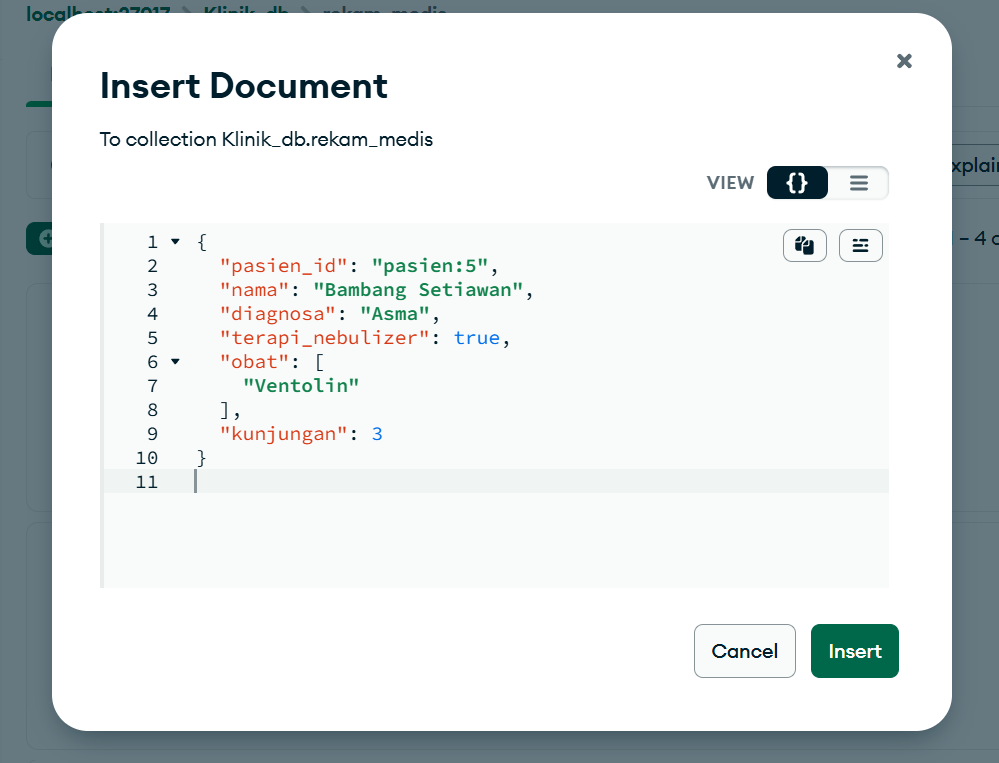 localhost:27017 > Klinik_db > rekam_medis
Insert Document
To collection Klinik_db.rekam_medis
VIEW {}
1 {
2 "pasien_id": "pasien:5",
3 "nama": "Bambang Setiawan",
4 "diagnosa": "Asma",
5 "terapi_nebulizer": true,
6 "obat": [
7 "Ventolin"
8 ],
9 "kunjungan": 3
10 }
11
– 4
Cancel Insert